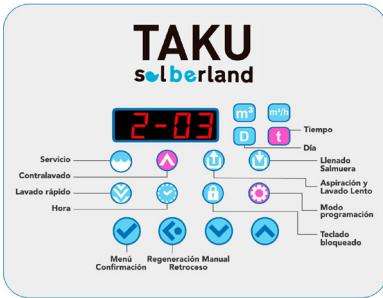 TAKU
solberland
2-03
m³
m³/h
D
t
Tiempo
Día
Servicio
Contralavado
Lavado rápido
Hora
Llenado
Salmuera
Aspiración y
Lavado Lento
Modo
programación
Teclado
bloqueado
Menú
Confirmación
Regeneración Manual
Retroceso